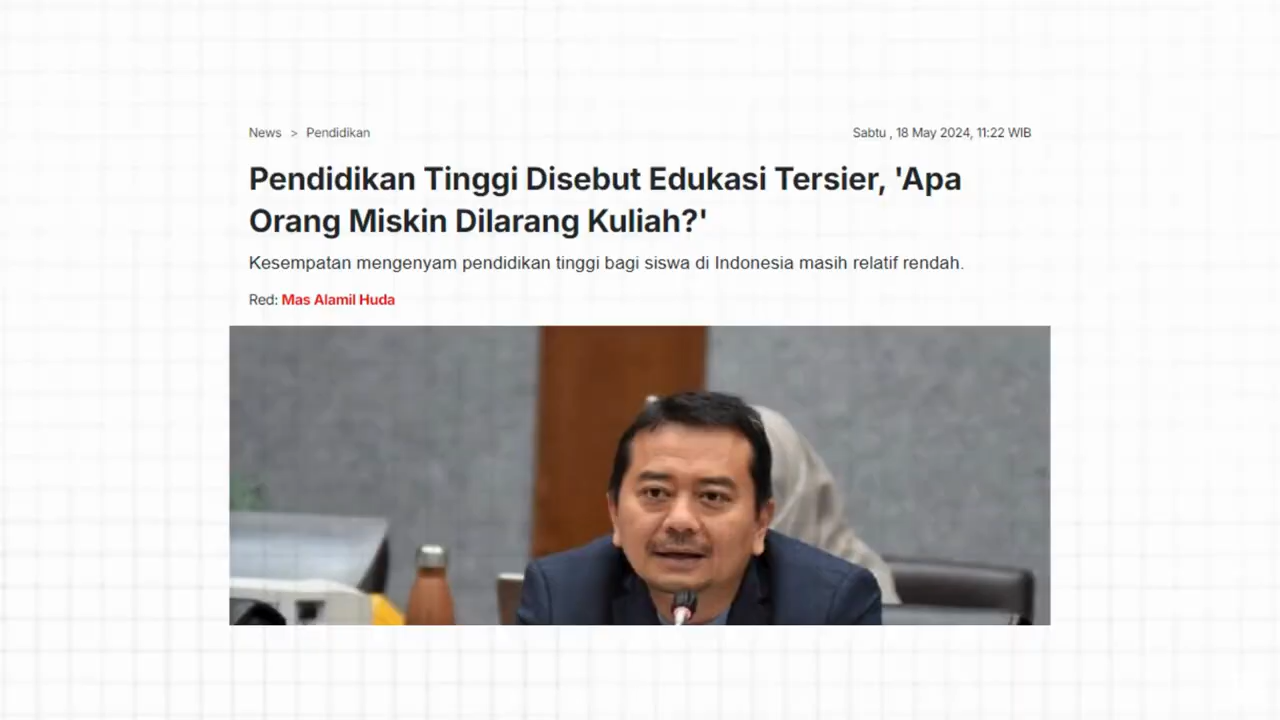 News > Pendidikan
Sabtu , 18 May 2024, 11:22 WIB
Pendidikan Tinggi Disebut Edukasi Tersier, 'Apa
Orang Miskin Dilarang Kuliah?'
Kesempatan mengenyam pendidikan tinggi bagi siswa di Indonesia masih relatif rendah.
Red: Mas Alamil Huda